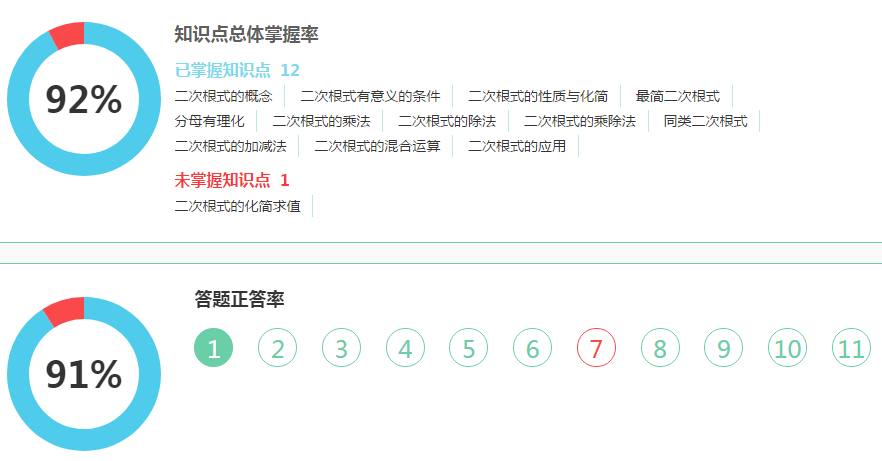 92%
知识点总体掌握率
已掌握知识点 12
二次根式的概念 二次根式有意义的条件 二次根式的性质与化简 最简二次根式
分母有理化 二次根式的乘法 二次根式的除法 二次根式的乘除法 同类二次根式
二次根式的加减法 二次根式的混合运算 二次根式的应用
未掌握知识点 1
二次根式的化简求值
91%
答题正答率
1 2 3 4 5 6 7 8 9 10 11